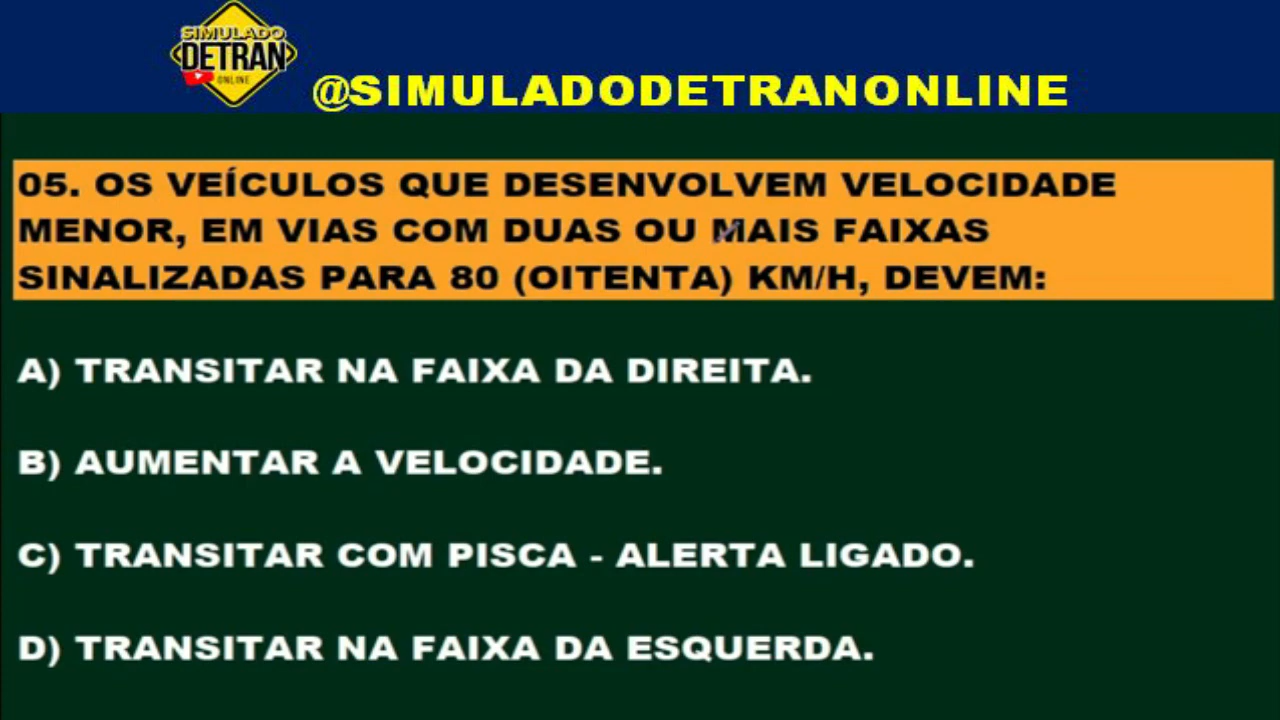 SIMULADO
DETRAN
ONLINE
@SIMULADODETRANONLINE
05. OS VEÍCULOS QUE DESENVOLVEM VELOCIDADE
MENOR, EM VIAS COM DUAS OU MAIS FAIXAS
SINALIZADAS PARA 80 (OITENTA) KM/H, DEVEM:
A) TRANSITAR NA FAIXA DA DIREITA.
B) AUMENTAR A VELOCIDADE.
C) TRANSITAR COM PISCA - ALERTA LIGADO.
D) TRANSITAR NA FAIXA DA ESQUERDA.